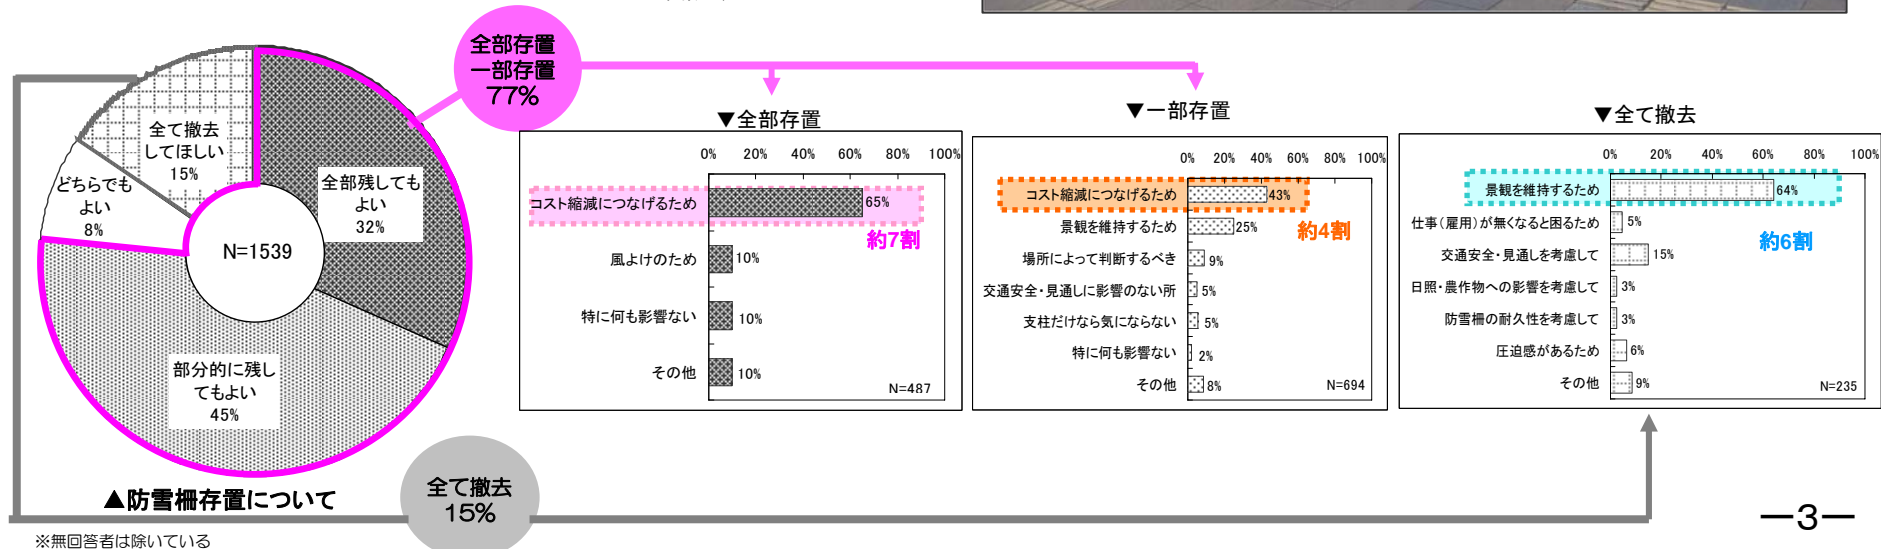 全部存置
一部存置
77%
全て撤去
してほしい
15%
どちらでも
よい
8%
全部残しても
よい
32%
N=1539
部分的に残し
てもよい
45%
▲防雪柵存置について
全て撤去
15%
※無回答者は除いている
▼全部存置
0% 20% 40% 60% 80% 100%
コスト縮減につなげるため 65%
約7割
風よけのため 10%
特に何も影響ない 10%
その他 10%
N=487
▼一部存置
0% 20% 40% 60% 80% 100%
コスト縮減につなげるため 43%
景観を維持するため 25%
約4割
場所によって判断するべき 9%
交通安全・見通しに影響のない所 5%
支柱だけなら気にならない 5%
特に何も影響ない 2%
その他 8%
N=694
▼全て撤去
0% 20% 40% 60% 80% 100%
景観を維持するため 64%
仕事(雇用)が無くなると困るため 5%
約6割
交通安全・見通しを考慮して 15%
日照・農作物への影響を考慮して 3%
防雪柵の耐久性を考慮して 3%
圧迫感があるため 6%
その他 9%
N=235
ー3ー